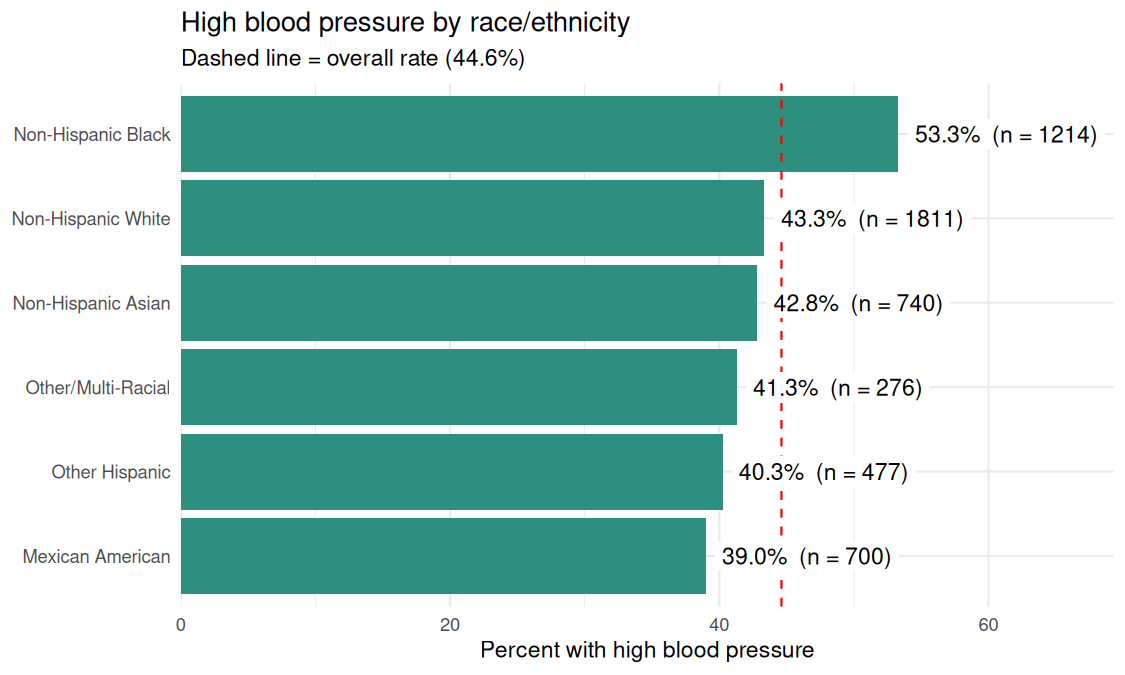 High blood pressure by race/ethnicity
Dashed line = overall rate (44.6%)
Non-Hispanic Black 53.3% (n = 1214)
Non-Hispanic White 43.3% (n = 1811)
Non-Hispanic Asian 42.8% (n = 740)
Other/Multi-Racial 41.3% (n = 276)
Other Hispanic 40.3% (n = 477)
Mexican American 39.0% (n = 700)
0 20 40 60
Percent with high blood pressure